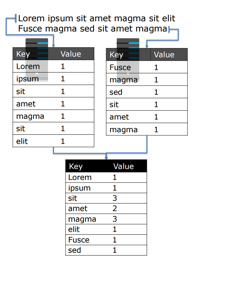 Lorem ipsum sit amet magma sit elit
Fusce magma sed sit amet magma
Key Value
Lorem 1
ipsum 1
sit 1
amet 1
magma 1
sit 1
elit 1
Key Value
Fusce 1
magma 1
sed 1
sit 1
amet 1
magma 1
Key Value
Lorem 1
ipsum 1
sit 3
amet 2
magma 3
elit 1
Fusce 1
sed 1